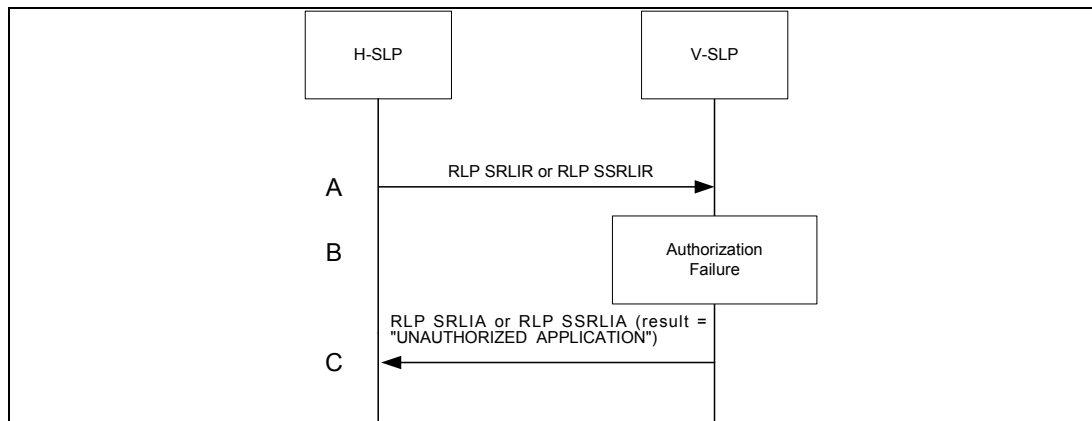 H-SLP
V-SLP
RLP SRLIR or RLP SSRLIR
A
B
Authorization
Failure
RLP SRLIA or RLP SSRLIA (result =
"UNAUTHORIZED APPLICATION")
C